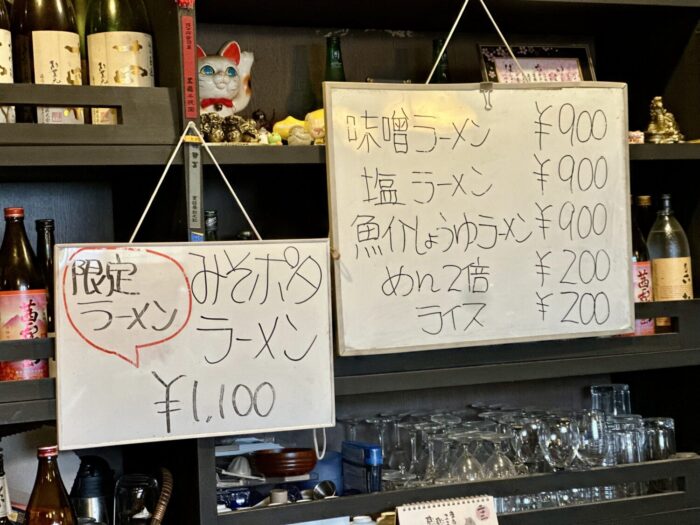 味噌ラーメン ¥900
塩ラーメン ¥900
魚介しょうゆラーメン ¥900
めん2倍 ¥200
ライス ¥200
限定
ラーメン
みそポタ
ラーメン
¥1,100